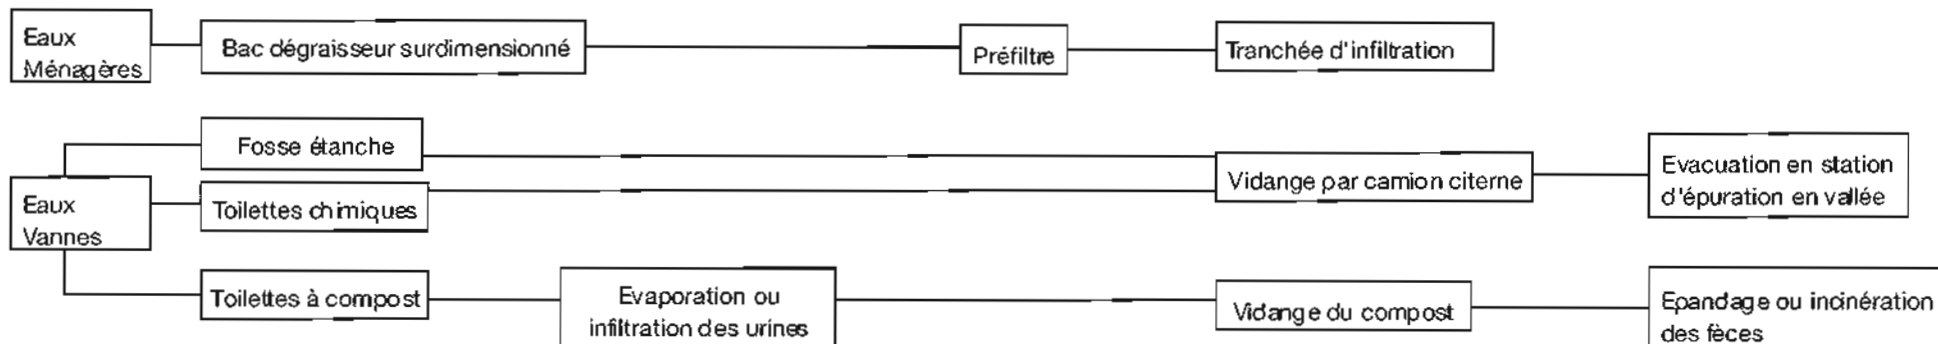 Eaux
Ménagères
Bac dégraisseur surdimensionné
Préfiltre
Tranchée d'infiltration
Fosse étanche
Eaux
Vannes
Toilettes chimiques
Vidange par camion citerne
Evacuation en station
d'épuration en vallée
Toilettes à compost
Evaporation ou
infiltration des urines
Vidange du compost
Epandage ou incinération
des fèces